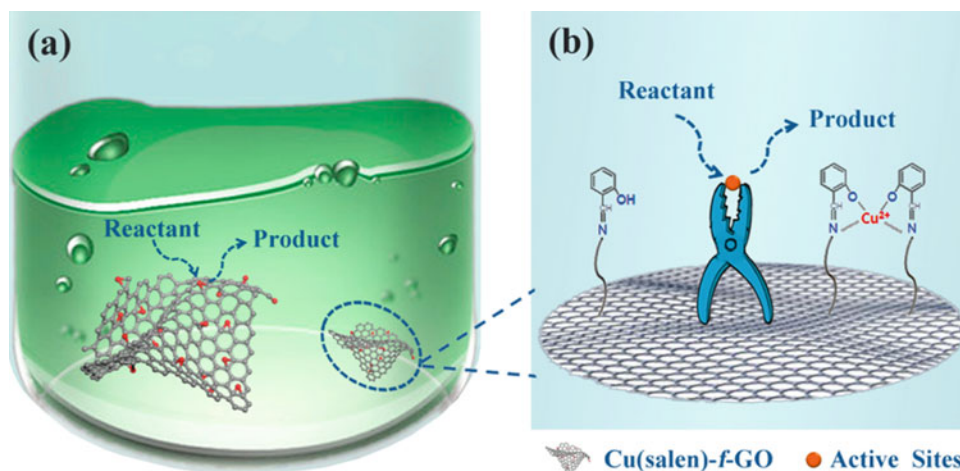 (a)
Reactant
Product
(b)
Reactant
Product
OH
H
N
O
O
Cu²⁺
H
H
N
N
Cu(salen)-f-GO
Active Sites